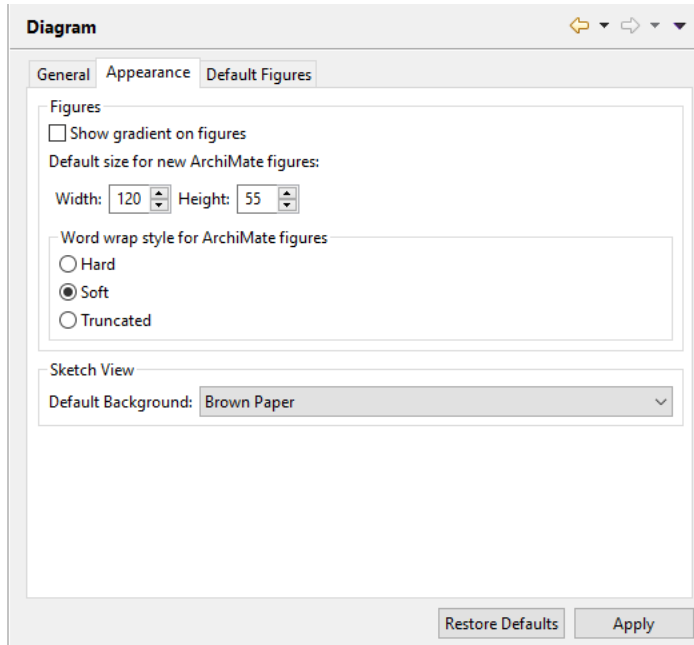 Diagram
General Appearance Default Figures
Figures
Show gradient on figures
Default size for new ArchiMate figures:
Width: 120 Height: 55
Word wrap style for ArchiMate figures
Hard
Soft
Truncated
Sketch View
Default Background: Brown Paper
Restore Defaults Apply